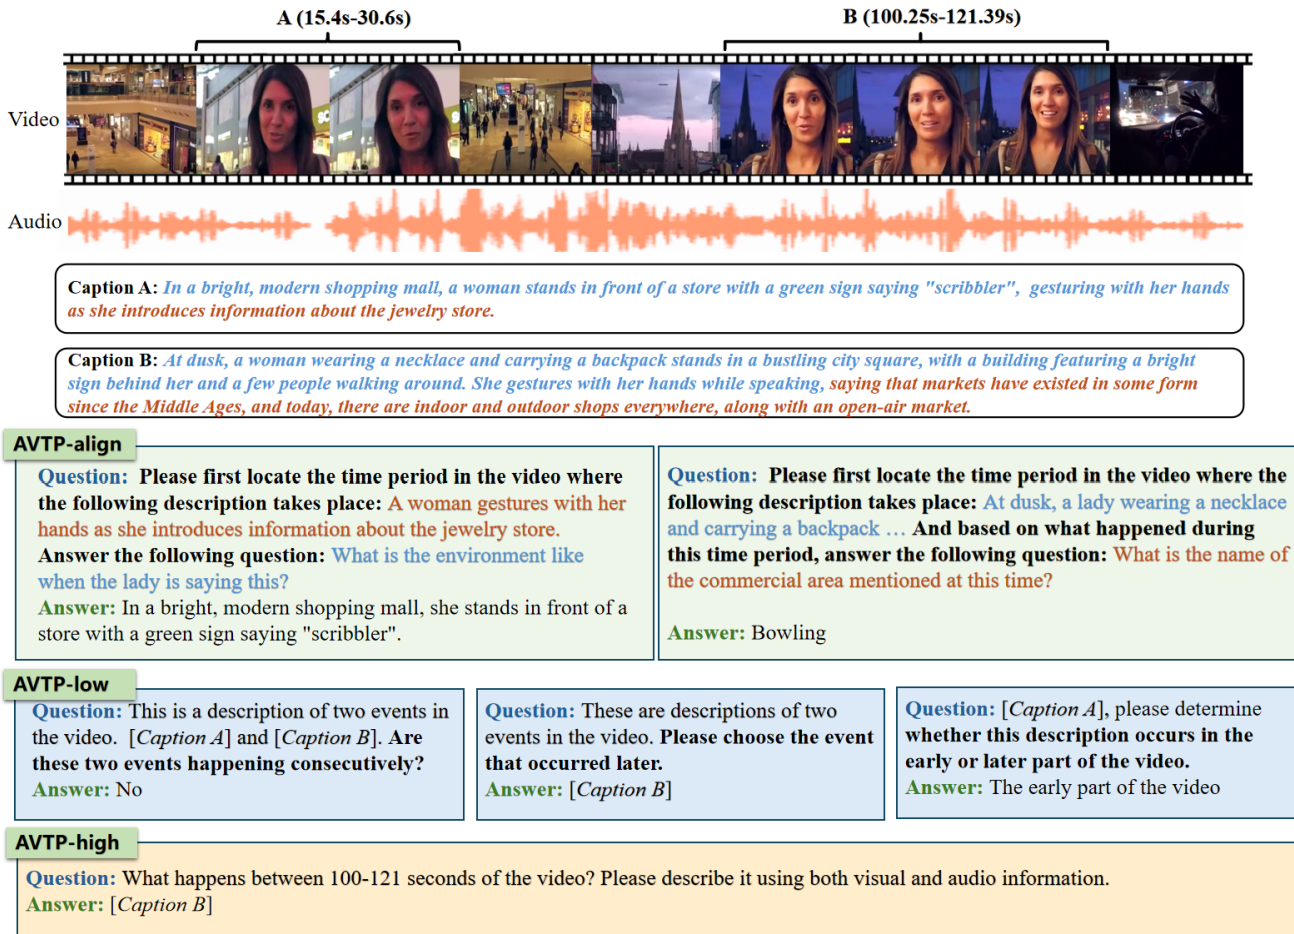 A (15.4s-30.6s)
B (100.25s-121.39s)
Video
Audio
Caption A: In a bright, modern shopping mall, a woman stands in front of a store with a green sign saying "scribbler", gesturing with her hands
as she introduces information about the jewelry store.
Caption B: At dusk, a woman wearing a necklace and carrying a backpack stands in a bustling city square, with a building featuring a bright
sign behind her and a few people walking around. She gestures with her hands while speaking, saying that markets have existed in some form
since the Middle Ages, and today, there are indoor and outdoor shops everywhere, along with an open-air market.
AVTP-align
Question: Please first locate the time period in the video where
the following description takes place: A woman gestures with her
hands as she introduces information about the jewelry store.
Answer the following question: What is the environment like
when the lady is saying this?
Answer: In a bright, modern shopping mall, she stands in front of a
store with a green sign saying "scribbler".
Question: Please first locate the time period in the video where the
following description takes place: At dusk, a lady wearing a necklace
and carrying a backpack … And based on what happened during
this time period, answer the following question: What is the name of
the commercial area mentioned at this time?
Answer: Bowling
AVTP-low
Question: This is a description of two events in
the video. [Caption A] and [Caption B]. Are
these two events happening consecutively?
Answer: No
Question: These are descriptions of two
events in the video. Please choose the event
that occurred later.
Answer: [Caption B]
Question: [Caption A], please determine
whether this description occurs in the
early or later part of the video.
Answer: The early part of the video
AVTP-high
Question: What happens between 100-121 seconds of the video? Please describe it using both visual and audio information.
Answer: [Caption B]